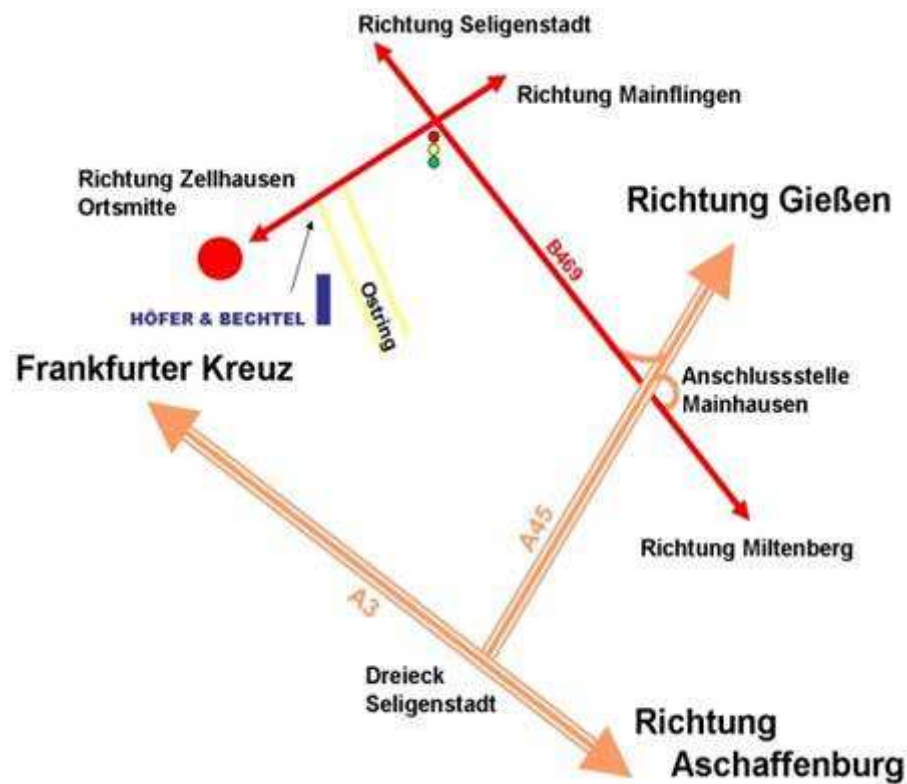 Richtung Seligenstadt
Richtung Mainflingen
Richtung Zellhausen
Ortsmitte
Richtung Gießen
B469
Ostring
HÖFER & BECHTEL
Frankfurter Kreuz
Anschlussstelle
Mainhausen
A45
Richtung Miltenberg
A3
Dreieck
Seligenstadt
Richtung
Aschaffenburg